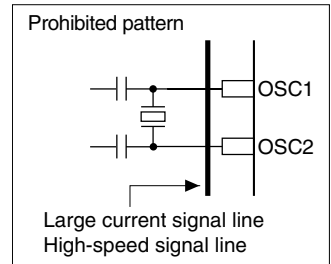 Prohibited pattern
OSC1
OSC2
Large current signal line
High-speed signal line